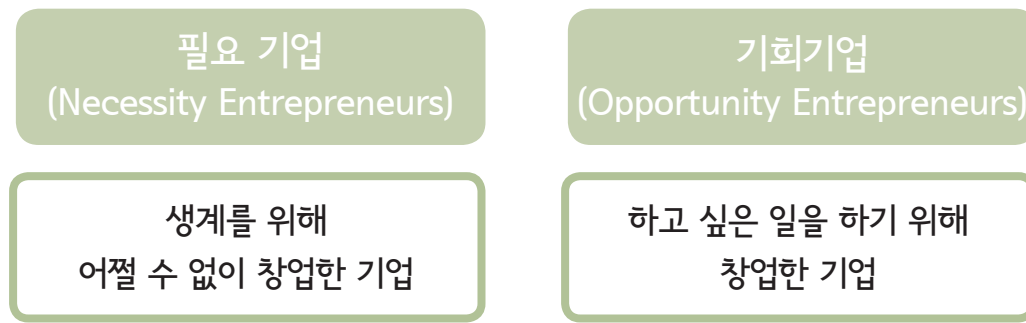 필요 기업
(Necessity Entrepreneurs)
생계를 위해
어쩔 수 없이 창업한 기업
기회기업
(Opportunity Entrepreneurs)
하고 싶은 일을 하기 위해
창업한 기업